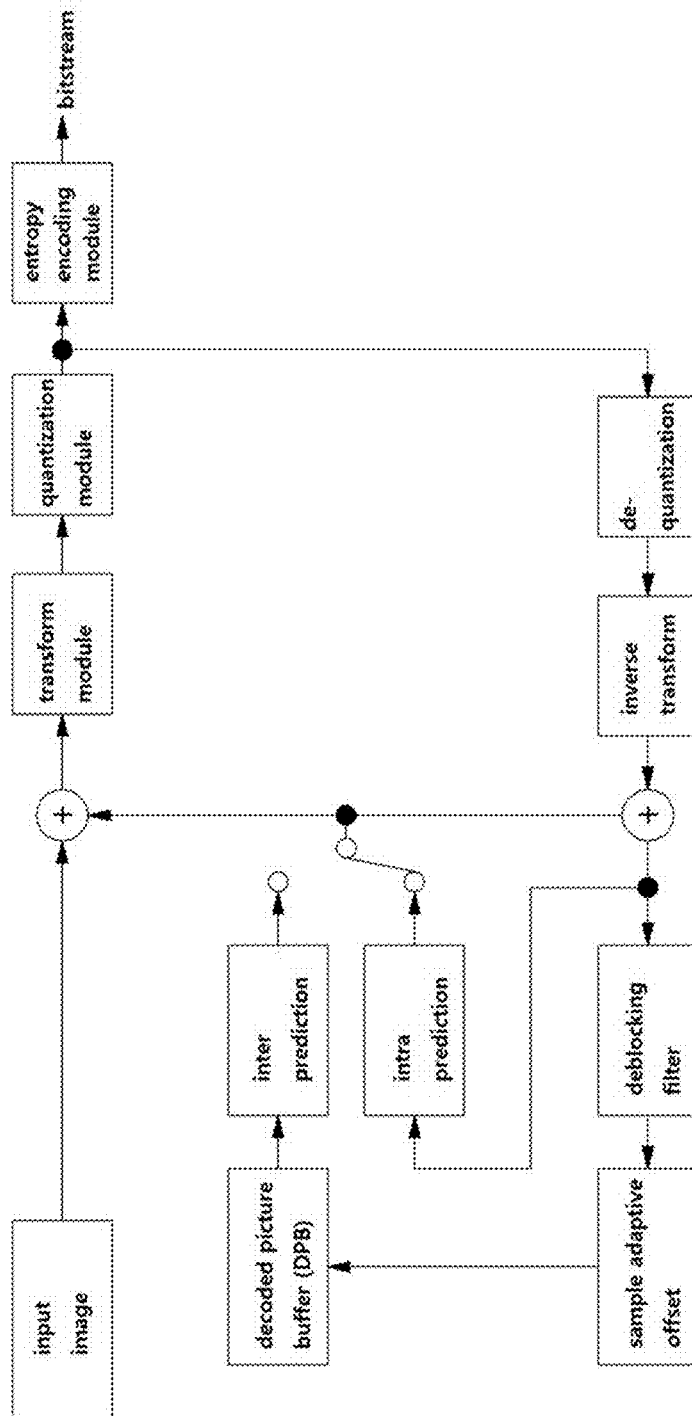 input
image
+
transform
module
quantization
module
entropy
encoding
module
bitstream
decoded picture
buffer (DPB)
inter
prediction
intra
prediction
sample adaptive
offset
deblocking
filter
+
inverse
transform
de-
quantization